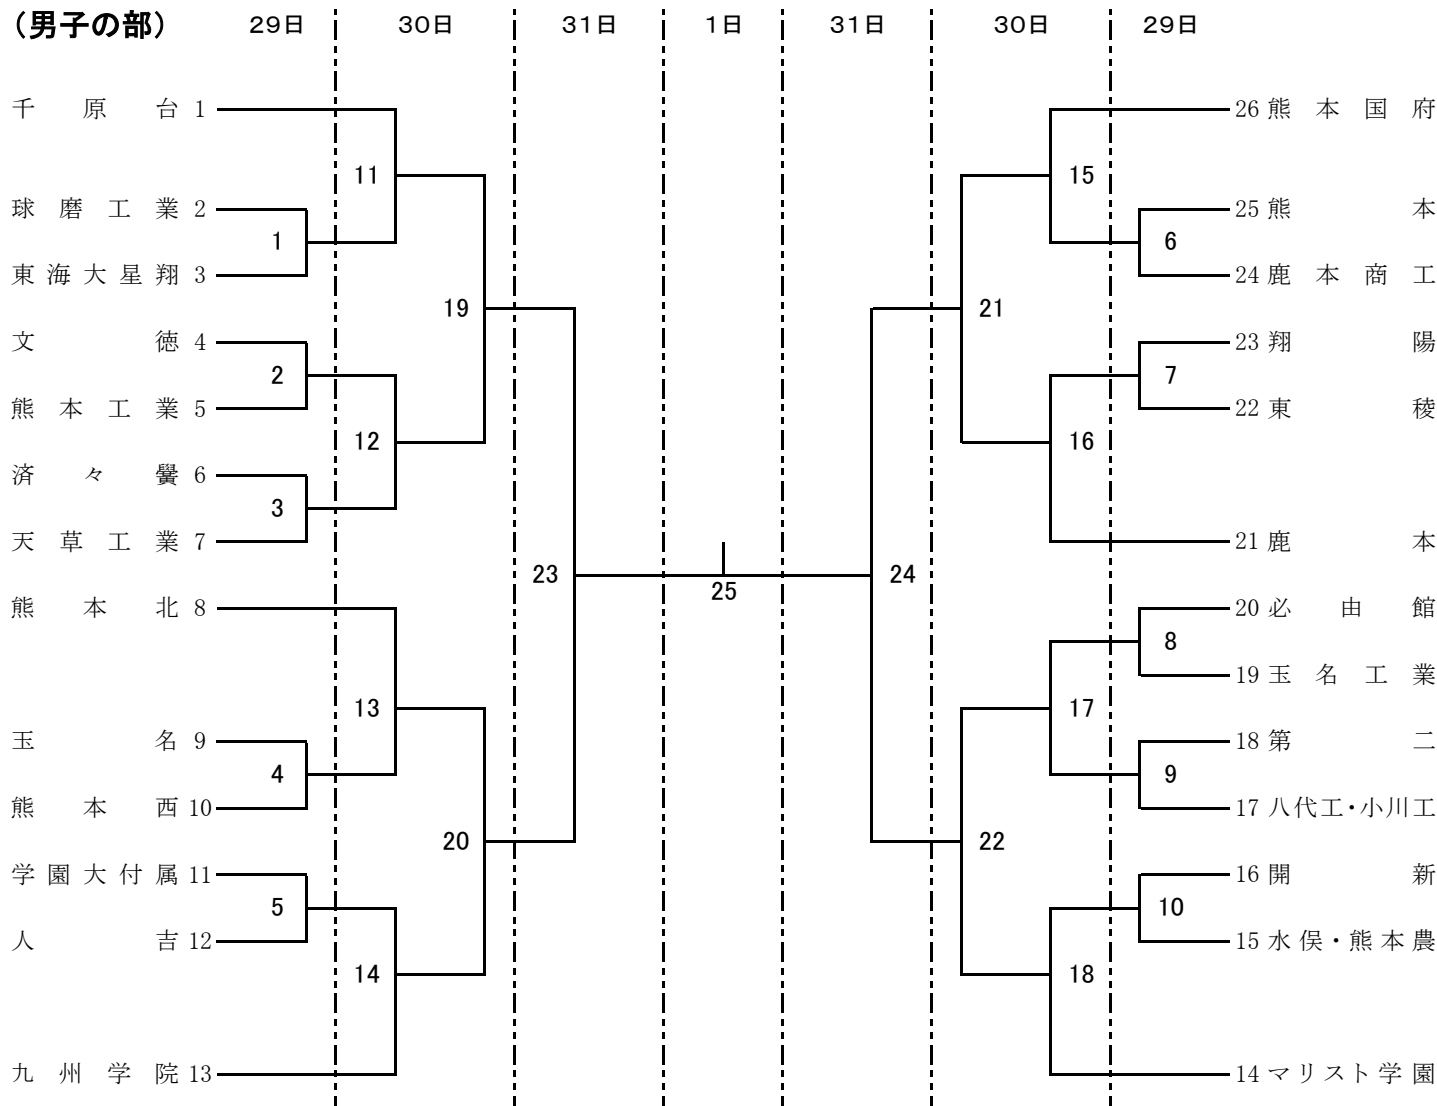 （男子の部） 29日 30日 31日 1日 31日 30日 29日
千原台 1 26 熊本国府
11 15
球磨工業 2 25 熊本
1 6
東海大星翔 3 24 鹿本商工
19 21
文徳 4 23 翔陽
2 7
熊本工業 5 22 東稜
12 16
済々黌 6
3
天草工業 7 21 鹿本
23 25 24
熊本北 8 20 必由館
8
19 玉名工業
13 17
玉名 9 18 第二
4 9
熊本西 10 17 八代工・小川工
20 22
学園大付属 11 16 開新
5 10
人吉 12 15 水俣・熊本農
14 18
九州学院 13 14 マリスト学園